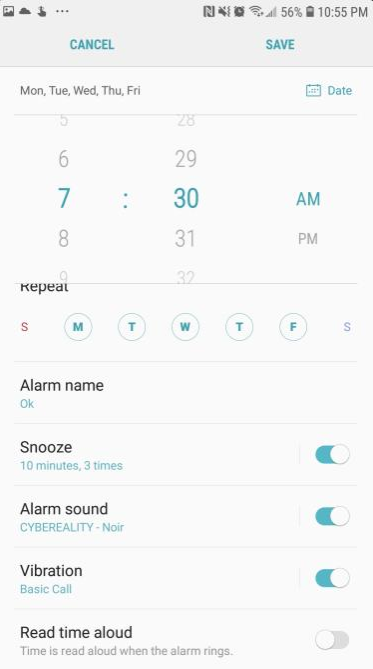 56% 10:55 PM
CANCEL SAVE
Mon, Tue, Wed, Thu, Fri Date
5 28
6 29
7 : 30 AM
8 31 PM
9 32
Repeat
S M T W T F S
Alarm name
Ok
Snooze
10 minutes, 3 times
Alarm sound
CYBEREALITY - Noir
Vibration
Basic Call
Read time aloud
Time is read aloud when the alarm rings.